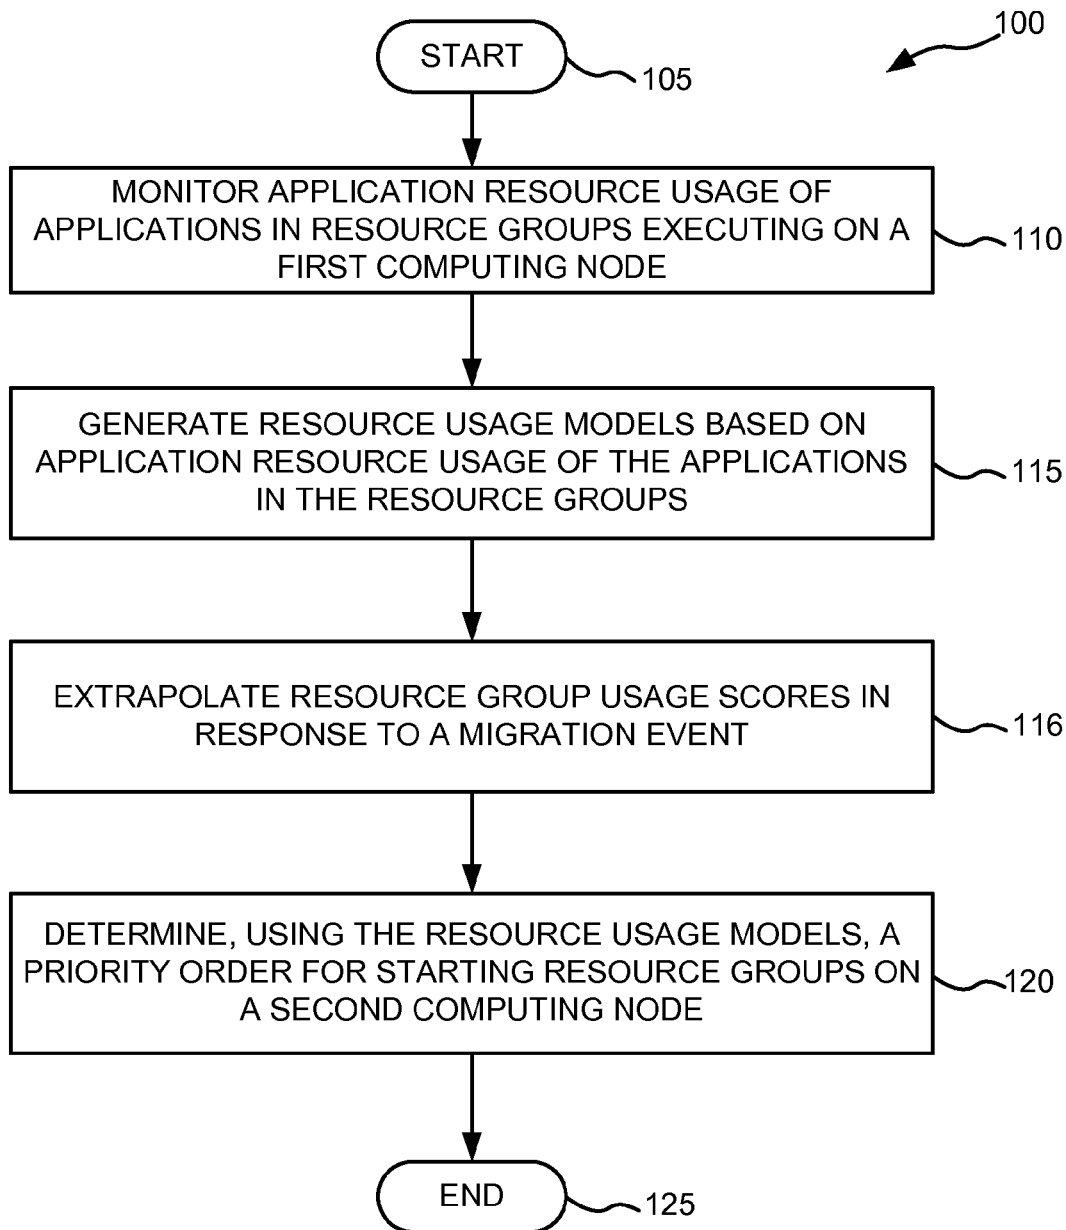 100
START
105
MONITOR APPLICATION RESOURCE USAGE OF
APPLICATIONS IN RESOURCE GROUPS EXECUTING ON A
FIRST COMPUTING NODE
110
GENERATE RESOURCE USAGE MODELS BASED ON
APPLICATION RESOURCE USAGE OF THE APPLICATIONS
IN THE RESOURCE GROUPS
115
EXTRAPOLATE RESOURCE GROUP USAGE SCORES IN
RESPONSE TO A MIGRATION EVENT
116
DETERMINE, USING THE RESOURCE USAGE MODELS, A
PRIORITY ORDER FOR STARTING RESOURCE GROUPS ON
A SECOND COMPUTING NODE
120
END
125